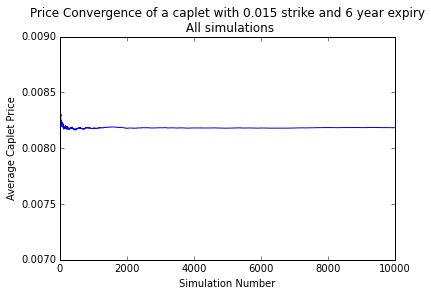 Price Convergence of a caplet with 0.015 strike and 6 year expiry
All simulations
0.0090
0.0085
0.0080
0.0075
0.0070
Average Caplet Price
0 2000 4000 6000 8000 10000
Simulation Number